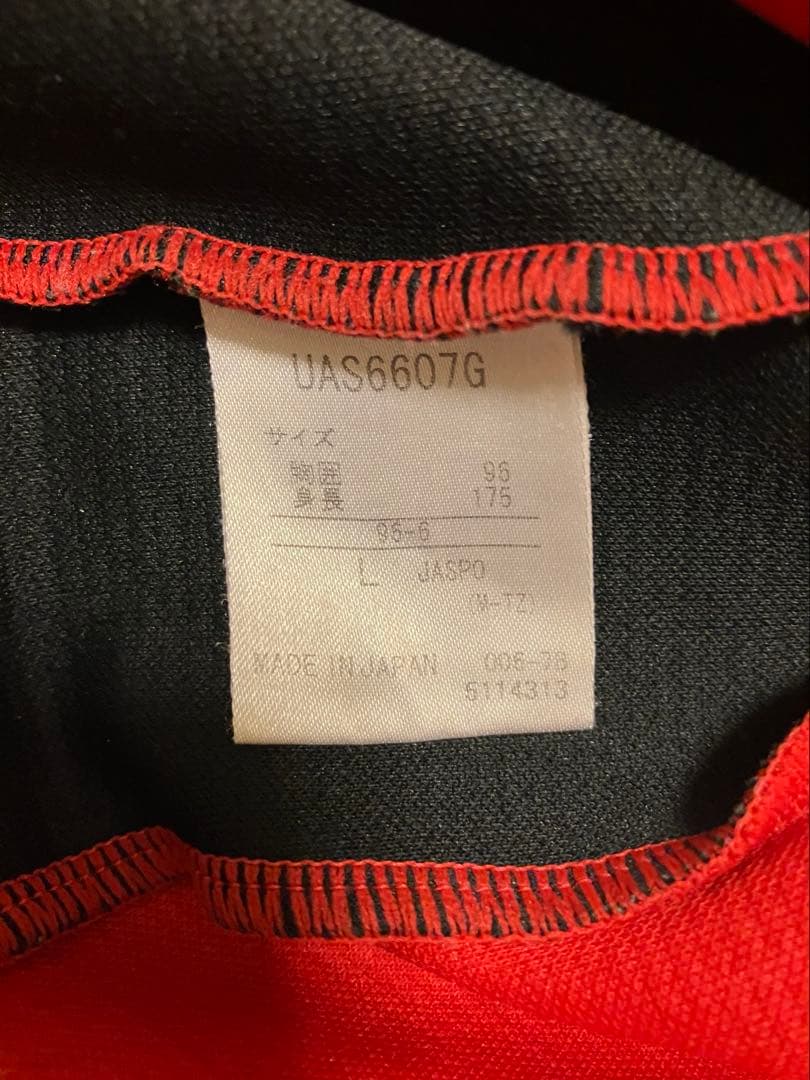 UAS6607G
サイズ
胸囲 96
身長 175
96-6
L JASPO
(M-TZ)
MADE IN JAPAN 006-78
5114313